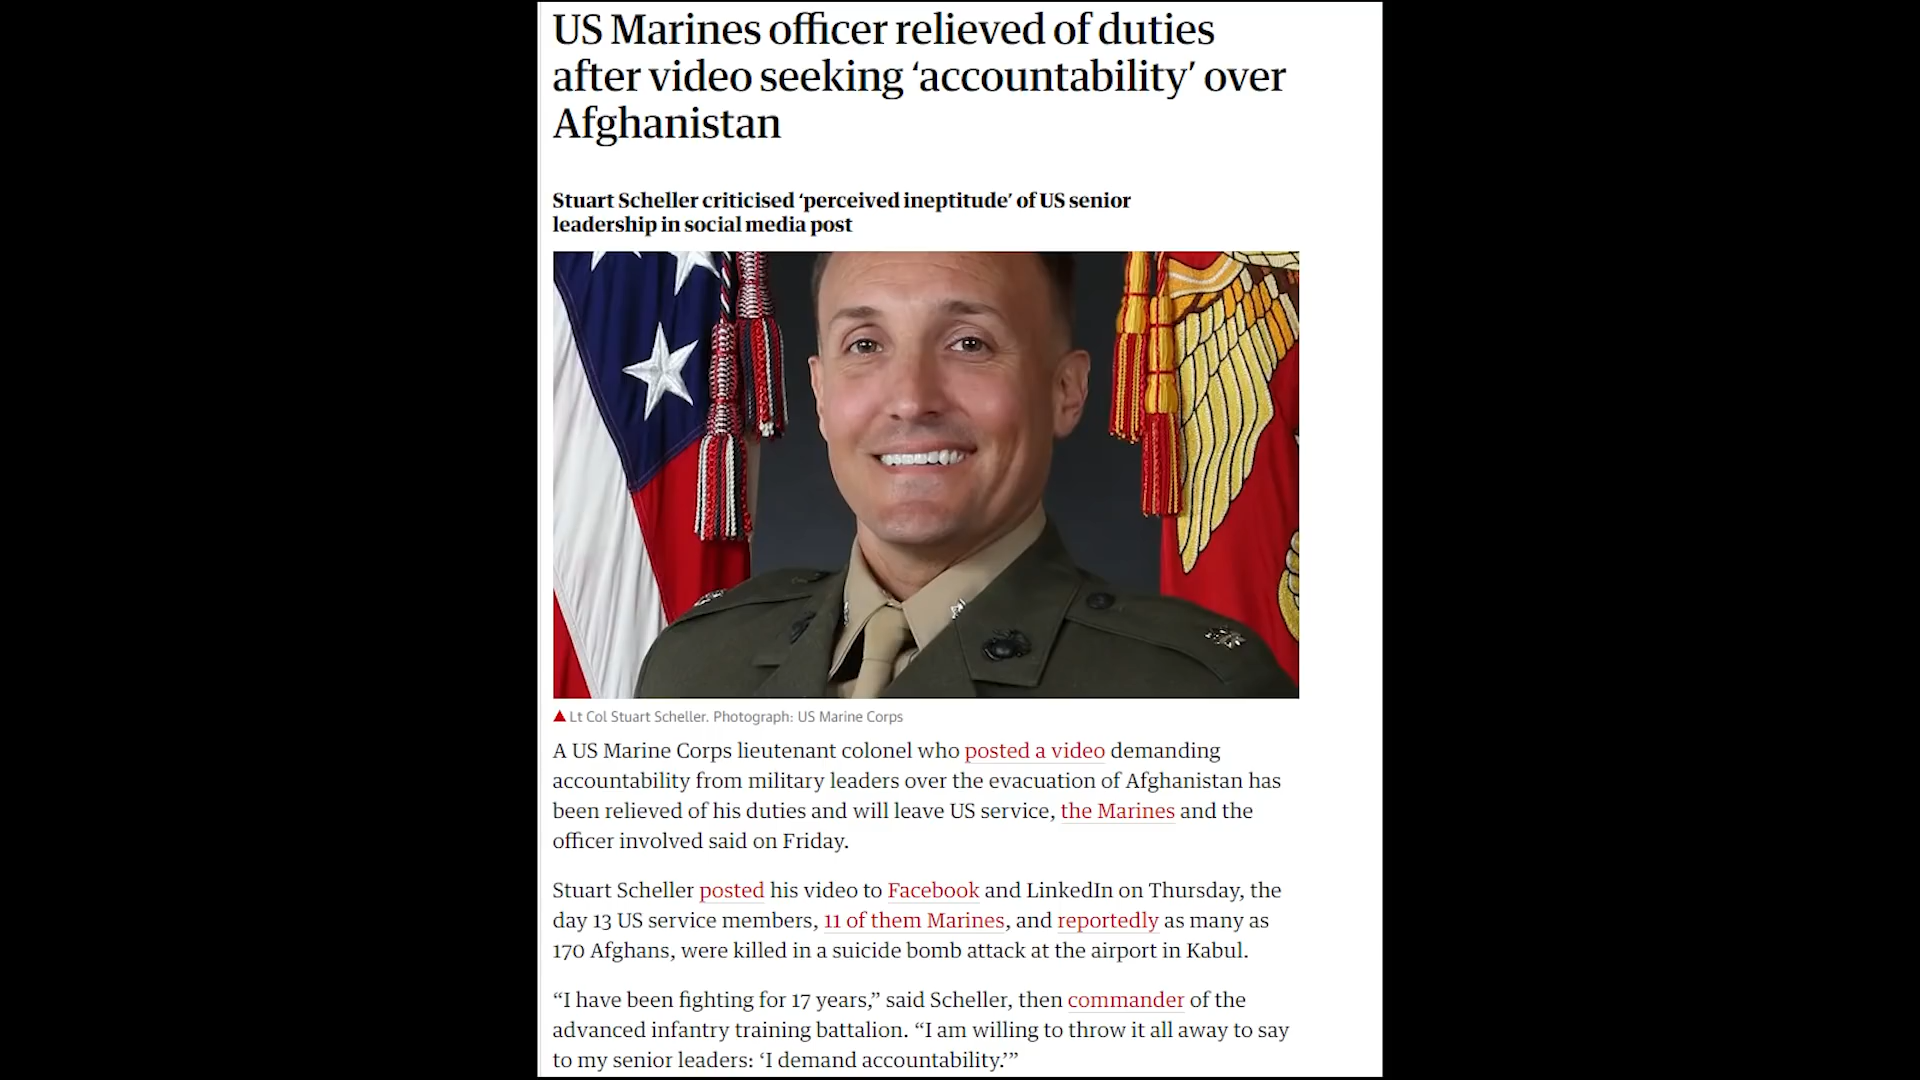 US Marines officer relieved of duties
after video seeking ‘accountability’ over
Afghanistan
Stuart Scheller criticised ‘perceived ineptitude’ of US senior
leadership in social media post
Lt Col Stuart Scheller. Photograph: US Marine Corps
A US Marine Corps lieutenant colonel who posted a video demanding
accountability from military leaders over the evacuation of Afghanistan has
been relieved of his duties and will leave US service, the Marines and the
officer involved said on Friday.
Stuart Scheller posted his video to Facebook and LinkedIn on Thursday, the
day 13 US service members, 11 of them Marines, and reportedly as many as
170 Afghans, were killed in a suicide bomb attack at the airport in Kabul.
“I have been fighting for 17 years,” said Scheller, then commander of the
advanced infantry training battalion. “I am willing to throw it all away to say
to my senior leaders: ‘I demand accountability.’”